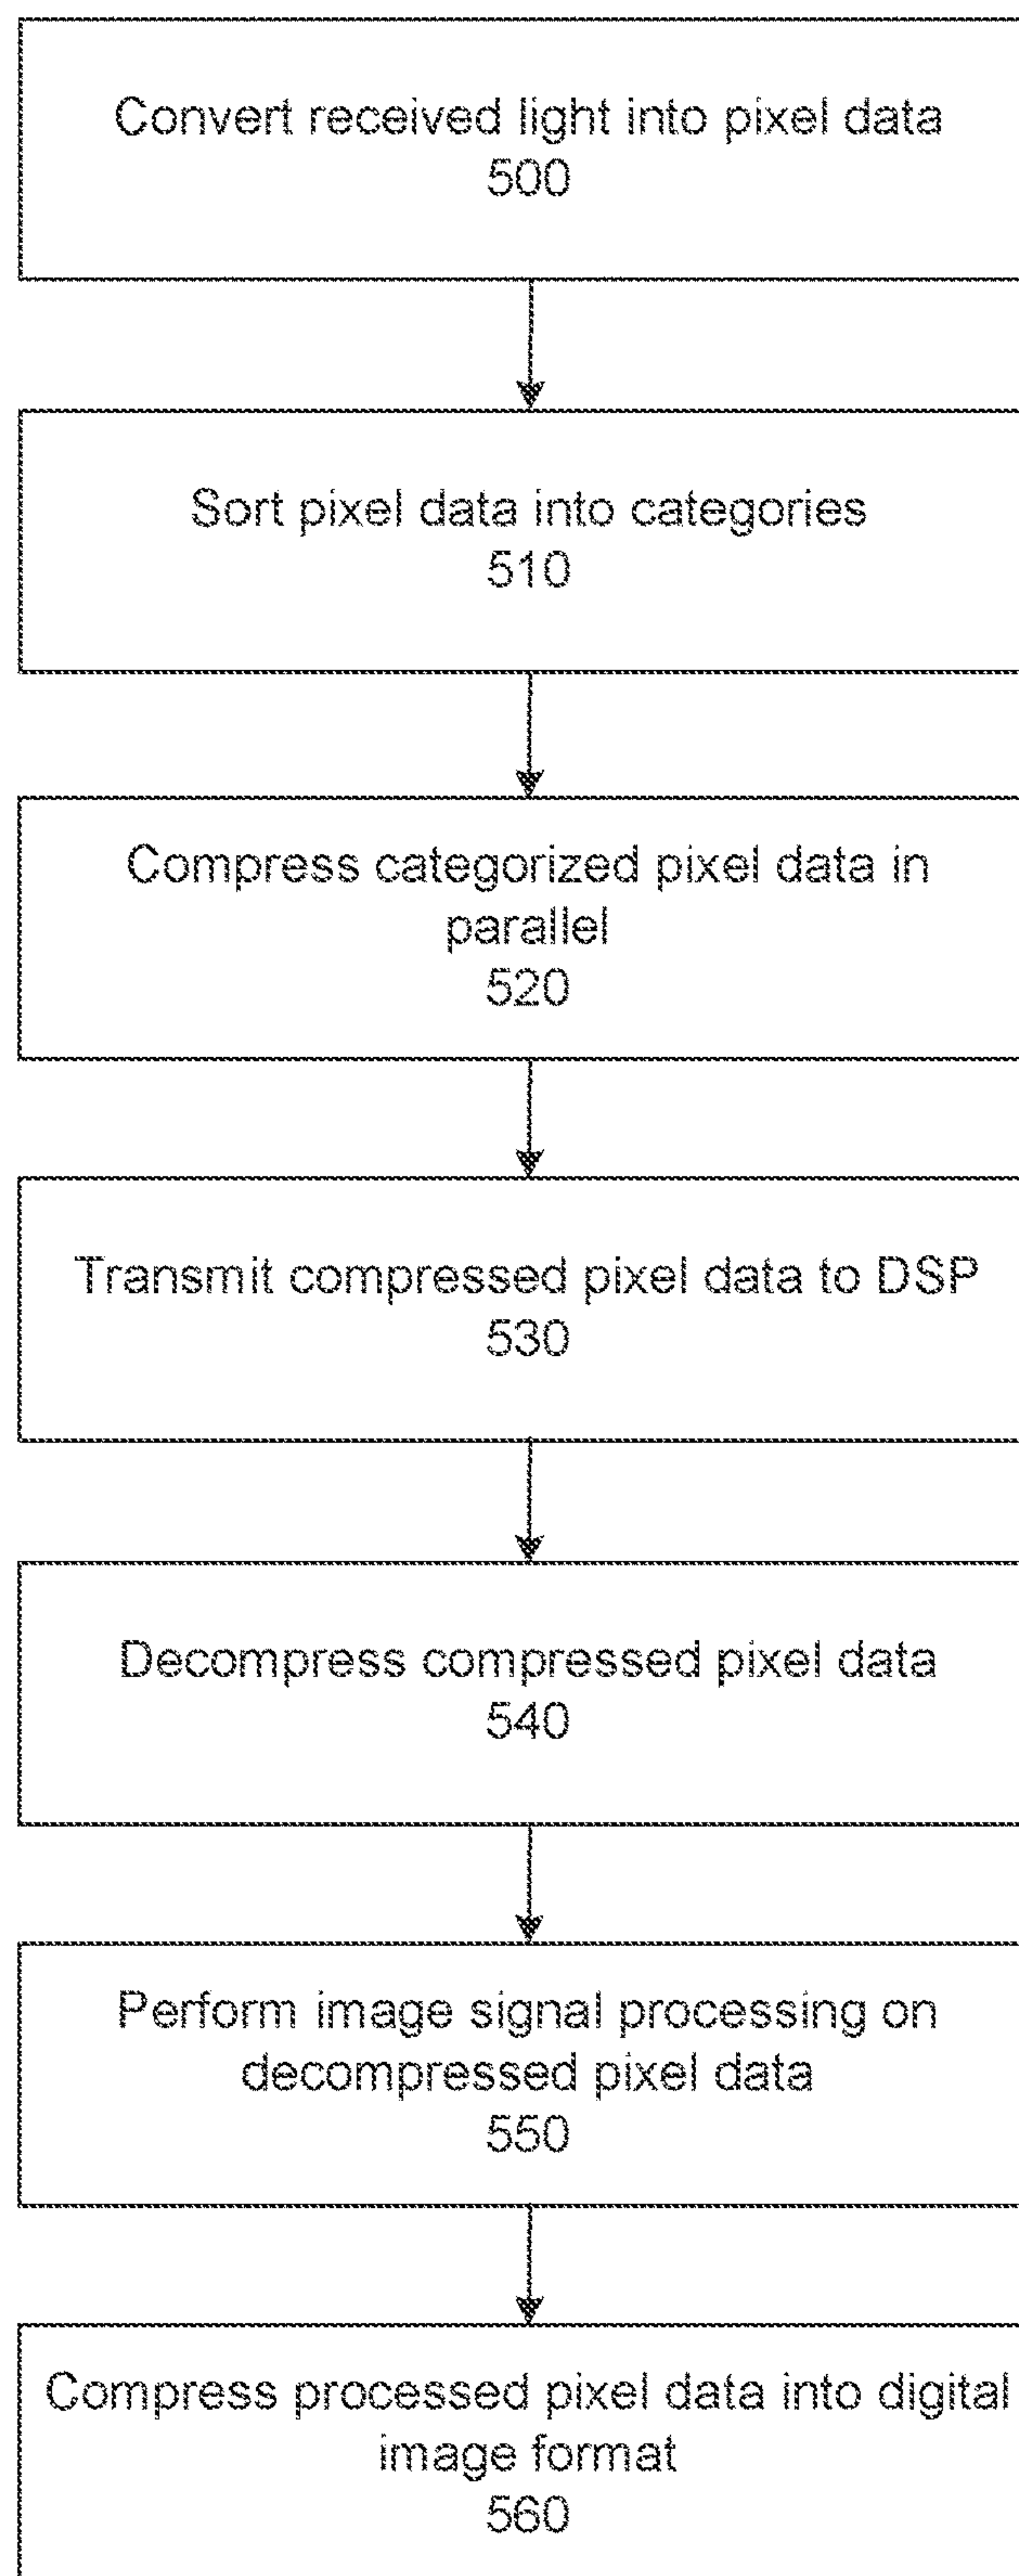 Convert received light into pixel data
500
Sort pixel data into categories
510
Compress categorized pixel data in
parallel
520
Transmit compressed pixel data to DSP
530
Decompress compressed pixel data
540
Perform image signal processing on
decompressed pixel data
550
Compress processed pixel data into digital
image format
560